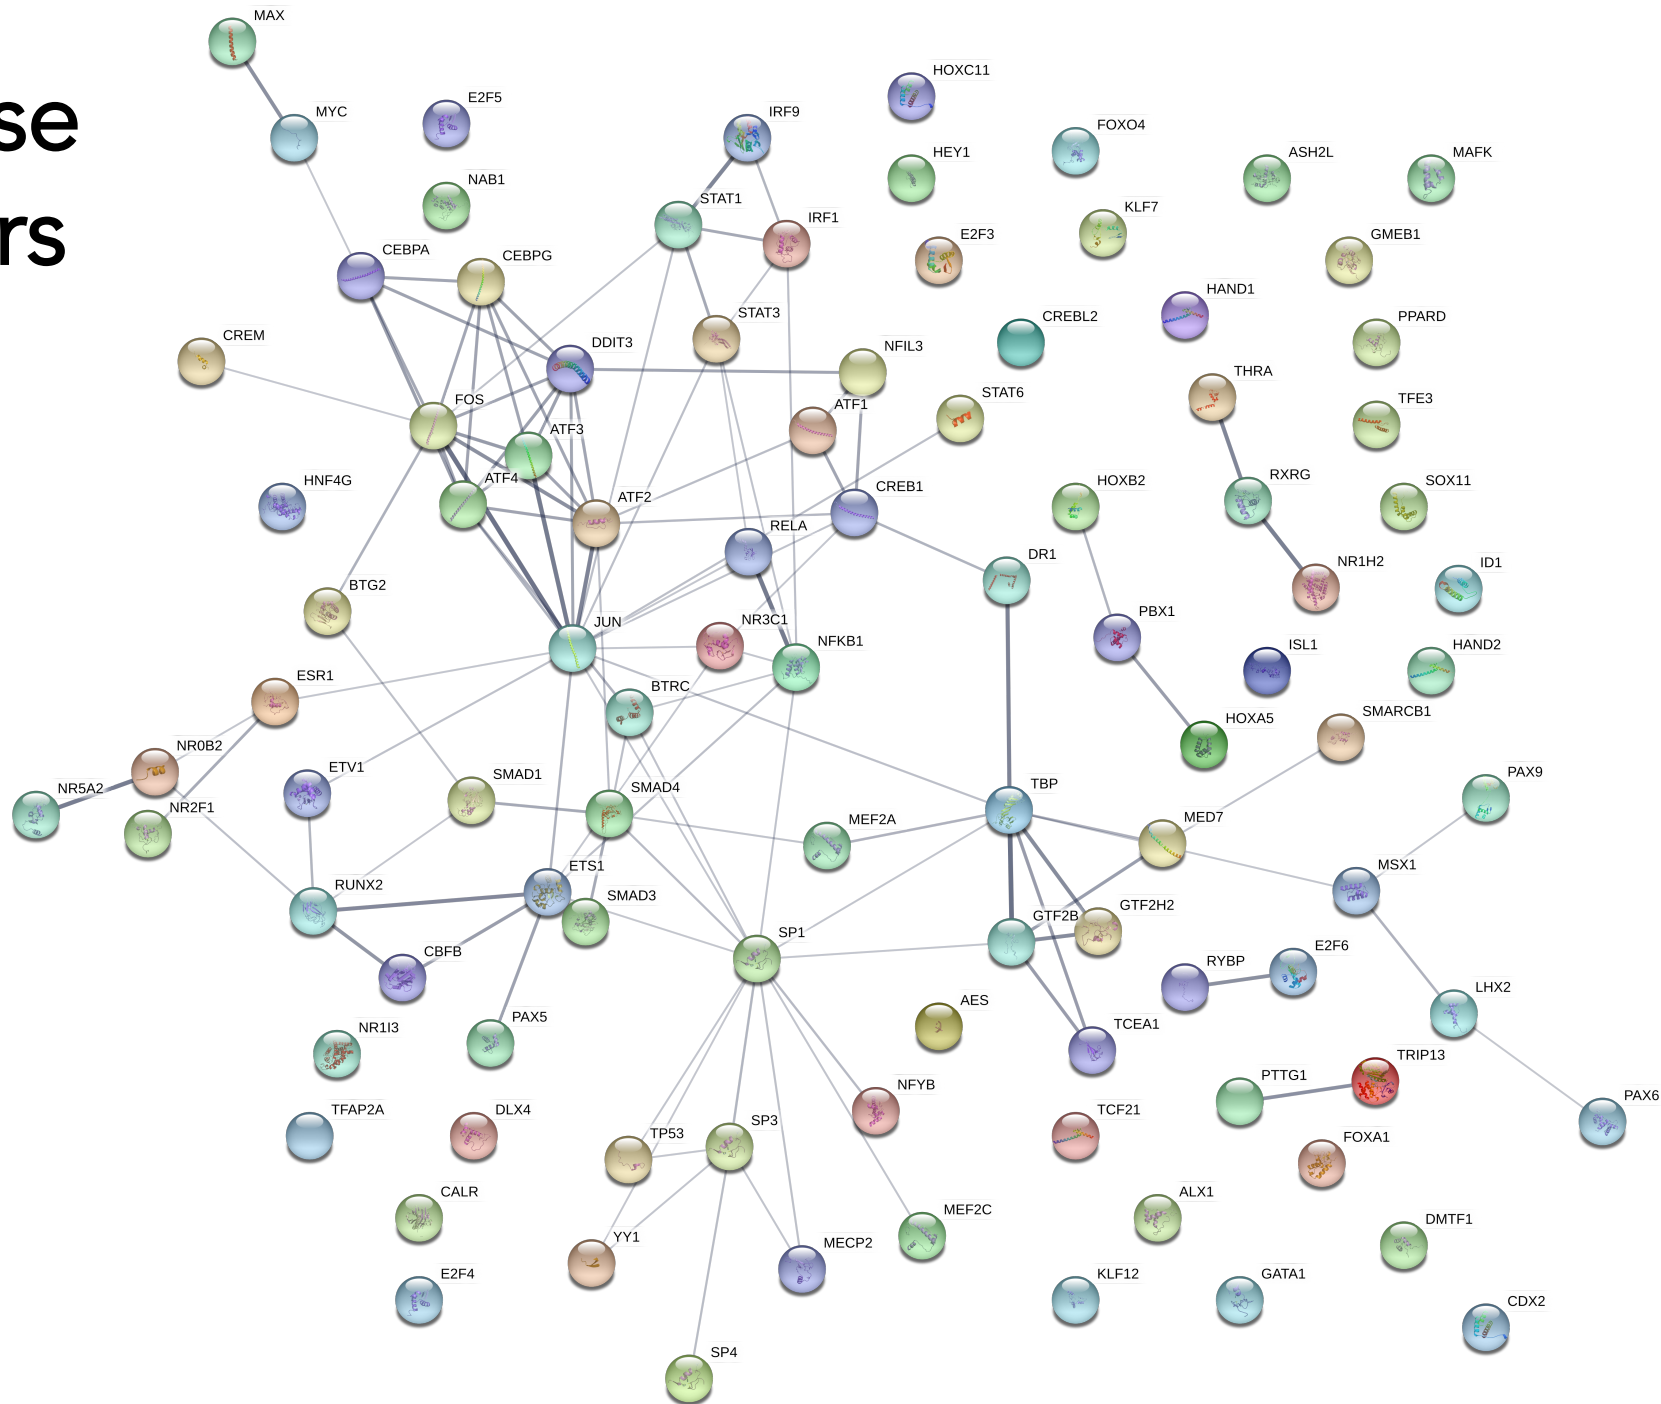 MAX
HOXC11
se
E2F5
MYC
IRF9
FOXO4
HEY1
ASH2L
MAFK
NAB1
STAT1
KLF7
rs
IRF1
E2F3
GMEB1
CEBPA
CEBPG
HAND1
STAT3
CREBL2
PPARD
CREM
DDIT3
NFIL3
THRA
STAT6
FOS
ATF1
TFE3
ATF3
RXRG
HNF4G
ATF4
CREB1
HOXB2
SOX11
ATF2
RELA
DR1
NR1H2
ID1
BTG2
PBX1
JUN
NR3C1
NFKB1
ISL1
HAND2
ESR1
BTRC
HOXA5
SMARCB1
NR0B2
ETV1
SMAD1
PAX9
NR5A2
SMAD4
TBP
NR2F1
MEF2A
MED7
ETS1
MSX1
RUNX2
SMAD3
GTF2B
GTF2H2
SP1
CBFB
RYBP
E2F6
LHX2
AES
PAX5
NR1I3
TCEA1
TRIP13
PTTG1
NFYB
PAX6
TFAP2A
DLX4
SP3
TCF21
TP53
FOXA1
CALR
ALX1
MEF2C
DMTF1
YY1
MECP2
E2F4
KLF12
GATA1
CDX2
SP4